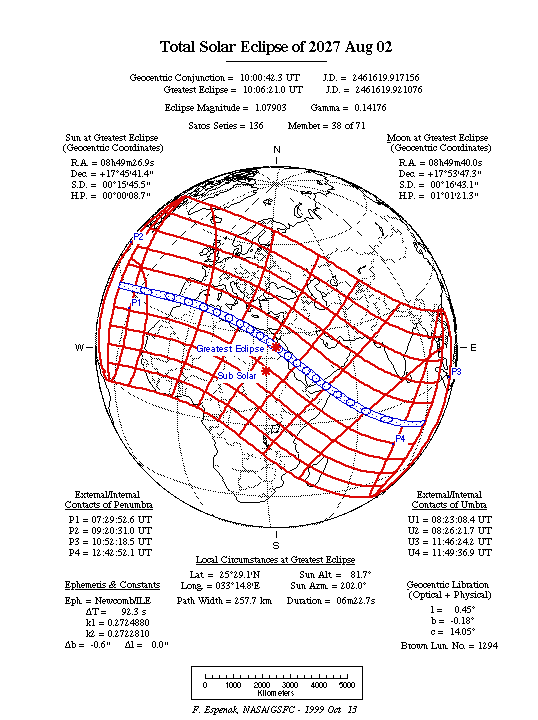 Total Solar Eclipse of 2027 Aug 02
Geocentric Conjunction = 10:00:42.3 UT J.D. = 2461619.917156
Greatest Eclipse = 10:06:21.0 UT J.D. = 2461619.921076
Eclipse Magnitude = 1.07903 Gamma = 0.14176
Saros Series = 136 Member = 38 of 71
Sun at Greatest Eclipse
(Geocentric Coordinates)
R.A. = 08h49m26.9s
Dec. = +17°45'41.4"
S.D. = 00°15'45.5"
H.P. = 00°00'08.7"
Moon at Greatest Eclipse
(Geocentric Coordinates)
R.A. = 08h49m40.0s
Dec. = +17°53'47.3"
S.D. = 00°16'43.1"
H.P. = 01°01'21.3"
N
P2
P1
W
Greatest Eclipse
E
Sub Solar
P3
P4
S
External/Internal
Contacts of Penumbra
P1 = 07:29:52.6 UT
P2 = 09:20:31.0 UT
P3 = 10:52:18.5 UT
P4 = 12:42:52.1 UT
External/Internal
Contacts of Umbra
U1 = 08:23:08.4 UT
U2 = 08:26:21.7 UT
U3 = 11:46:24.2 UT
U4 = 11:49:36.9 UT
Local Circumstances at Greatest Eclipse
Lat. = 25°29.1'N Sun Alt. = 81.7°
Long. = 033°14.8'E Sun Azm. = 202.0°
Path Width = 257.7 km Duration = 06m22.7s
Ephemeris & Constants
Eph. = Newcomb/ILE
ΔT = 92.3 s
k1 = 0.2724880
k2 = 0.2722810
Δb = -0.6" Δl = 0.0"
Geocentric Libration
(Optical + Physical)
l = 0.45°
b = -0.18°
c = 14.05°
Brown Lun. No. = 1294
0 1000 2000 3000 4000 5000
Kilometers
F. Espenak, NASA/GSFC - 1999 Oct 13